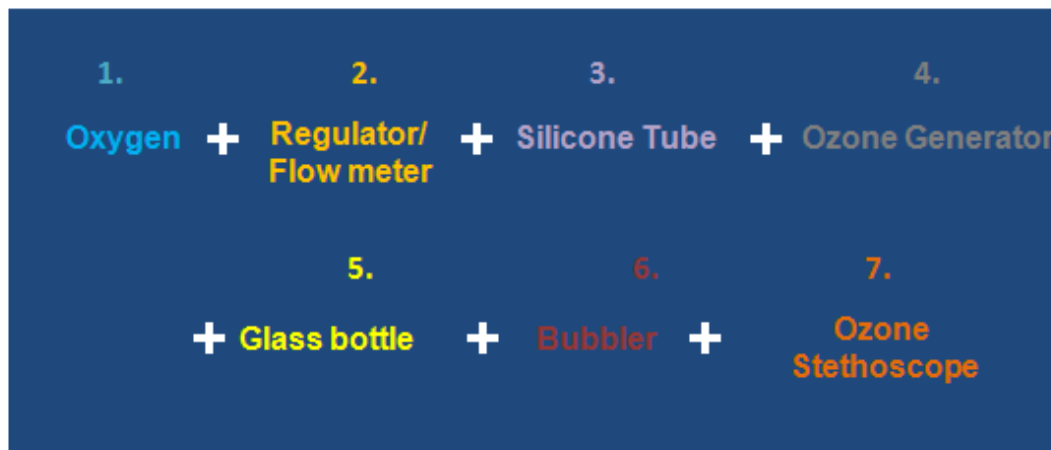 1. 2. 3. 4.
Oxygen + Regulator/ + Silicone Tube + Ozone Generator
Flow meter
5. 6. 7.
+ Glass bottle + Bubbler + Ozone
Stethoscope